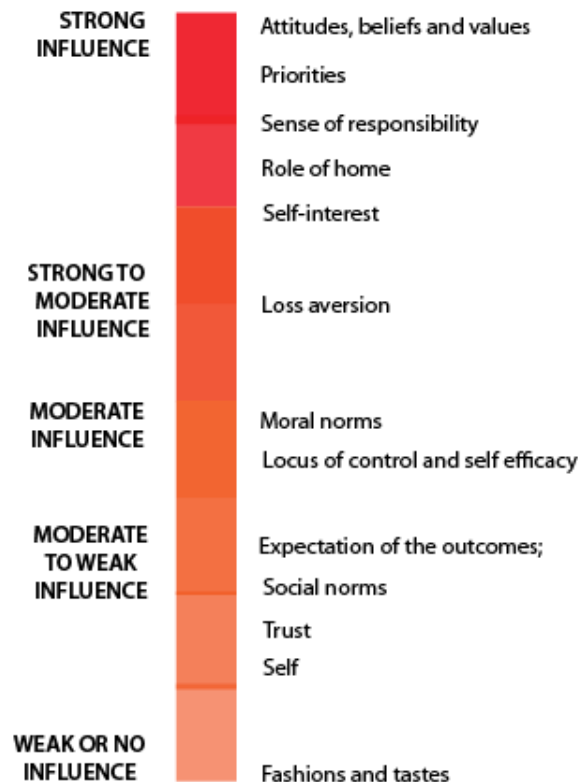 STRONG
INFLUENCE
Attitudes, beliefs and values
Priorities
Sense of responsibility
Role of home
Self-interest
STRONG TO
MODERATE
INFLUENCE
Loss aversion
MODERATE
INFLUENCE
Moral norms
Locus of control and self efficacy
MODERATE
TO WEAK
INFLUENCE
Expectation of the outcomes;
Social norms
Trust
Self
WEAK OR NO
INFLUENCE
Fashions and tastes